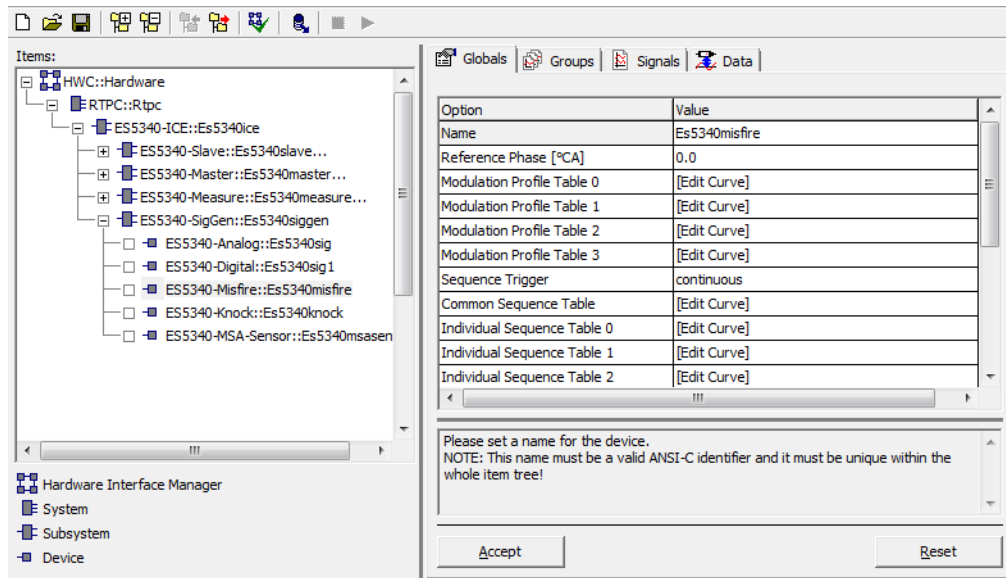 Items:
HWC::Hardware
RTPC::Rtpc
ES5340-ICE::Es5340ice
ES5340-Slave::Es5340slave...
ES5340-Master::Es5340master...
ES5340-Measure::Es5340measure...
ES5340-SigGen::Es5340siggen
ES5340-Analog::Es5340sig
ES5340-Digital::Es5340sig1
ES5340-Misfire::Es5340misfire
ES5340-Knock::Es5340knock
ES5340-MSA-Sensor::Es5340msasen
Hardware Interface Manager
System
Subsystem
Device
Globals Groups Signals Data
Option Value
Name Es5340misfire
Reference Phase [°CA] 0.0
Modulation Profile Table 0 [Edit Curve]
Modulation Profile Table 1 [Edit Curve]
Modulation Profile Table 2 [Edit Curve]
Modulation Profile Table 3 [Edit Curve]
Sequence Trigger continuous
Common Sequence Table [Edit Curve]
Individual Sequence Table 0 [Edit Curve]
Individual Sequence Table 1 [Edit Curve]
Individual Sequence Table 2 [Edit Curve]
Please set a name for the device.
NOTE: This name must be a valid ANSI-C identifier and it must be unique within the
whole item tree!
Accept Reset